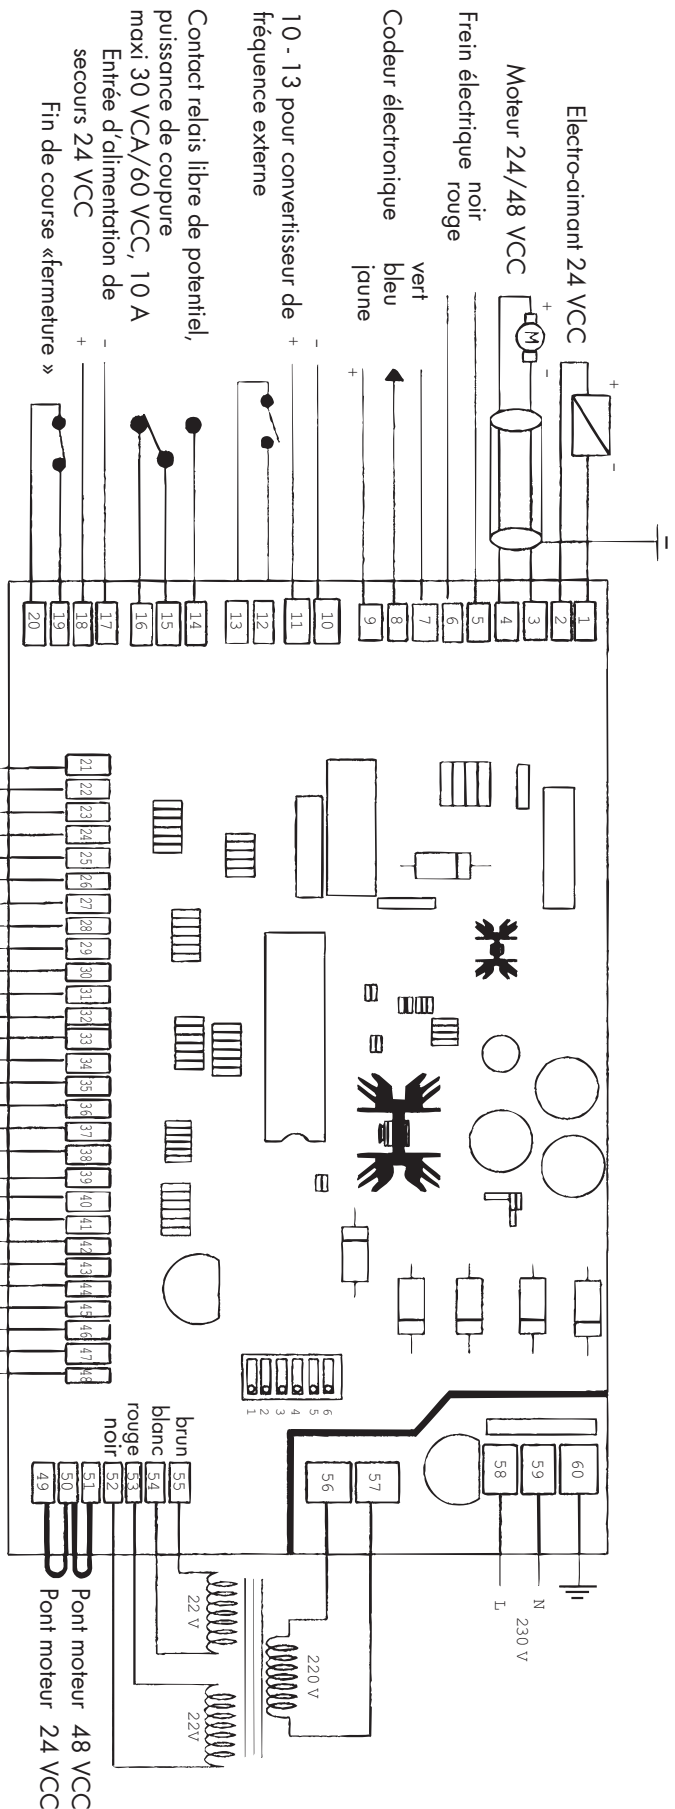 Electro-aimant 24 VCC
+
-
Moteur 24/48 VCC
+
M
-
Frein électrique noir
rouge
Codeur électronique
vert
bleu
jaune
+
10 - 13 pour convertisseur de
fréquence externe
-
+
Contact relais libre de potentiel,
puissance de coupure
maxi 30 VCA/60 VCC, 10 A
Entrée d'alimentation de
secours 24 VCC
-
+
Fin de course «fermeture »
1
2
3
4
5
6
7
8
9
10
11
12
13
14
15
16
17
18
19
20
21
22
23
24
25
26
27
28
29
30
31
32
33
34
35
36
37
38
39
40
41
42
43
44
45
46
47
48
1 2 3 4 5 6
60
59
58
57
56
55
54
53
52
51
50
49
brun
blanc
rouge
noir
N
L
230 V
220 V
22 V
22V
Pont moteur 48 VCC
Pont moteur 24 VCC